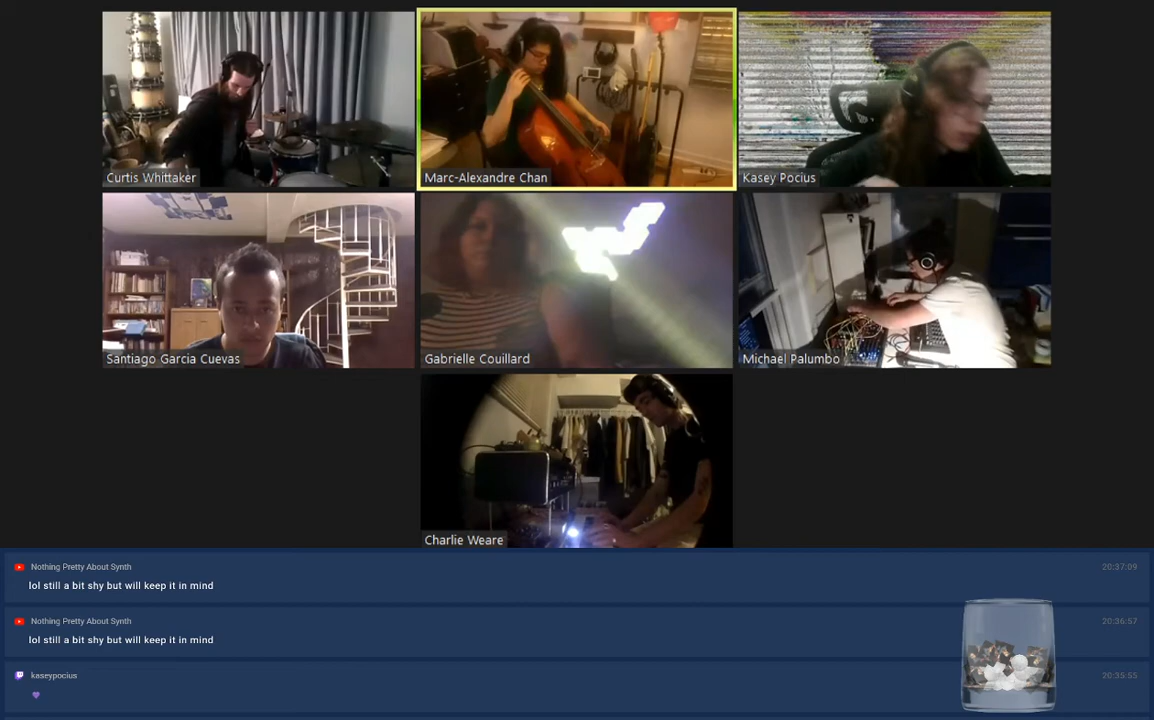 Curtis Whittaker
Marc-Alexandre Chan
Kasey Pocius
Santiago Garcia Cuevas
Gabrielle Couillard
Michael Palumbo
Charlie Weare
Nothing Pretty About Synth
20:37:09
lol still a bit shy but will keep it in mind
Nothing Pretty About Synth
20:36:57
lol still a bit shy but will keep it in mind
kaseypocius
20:35:55